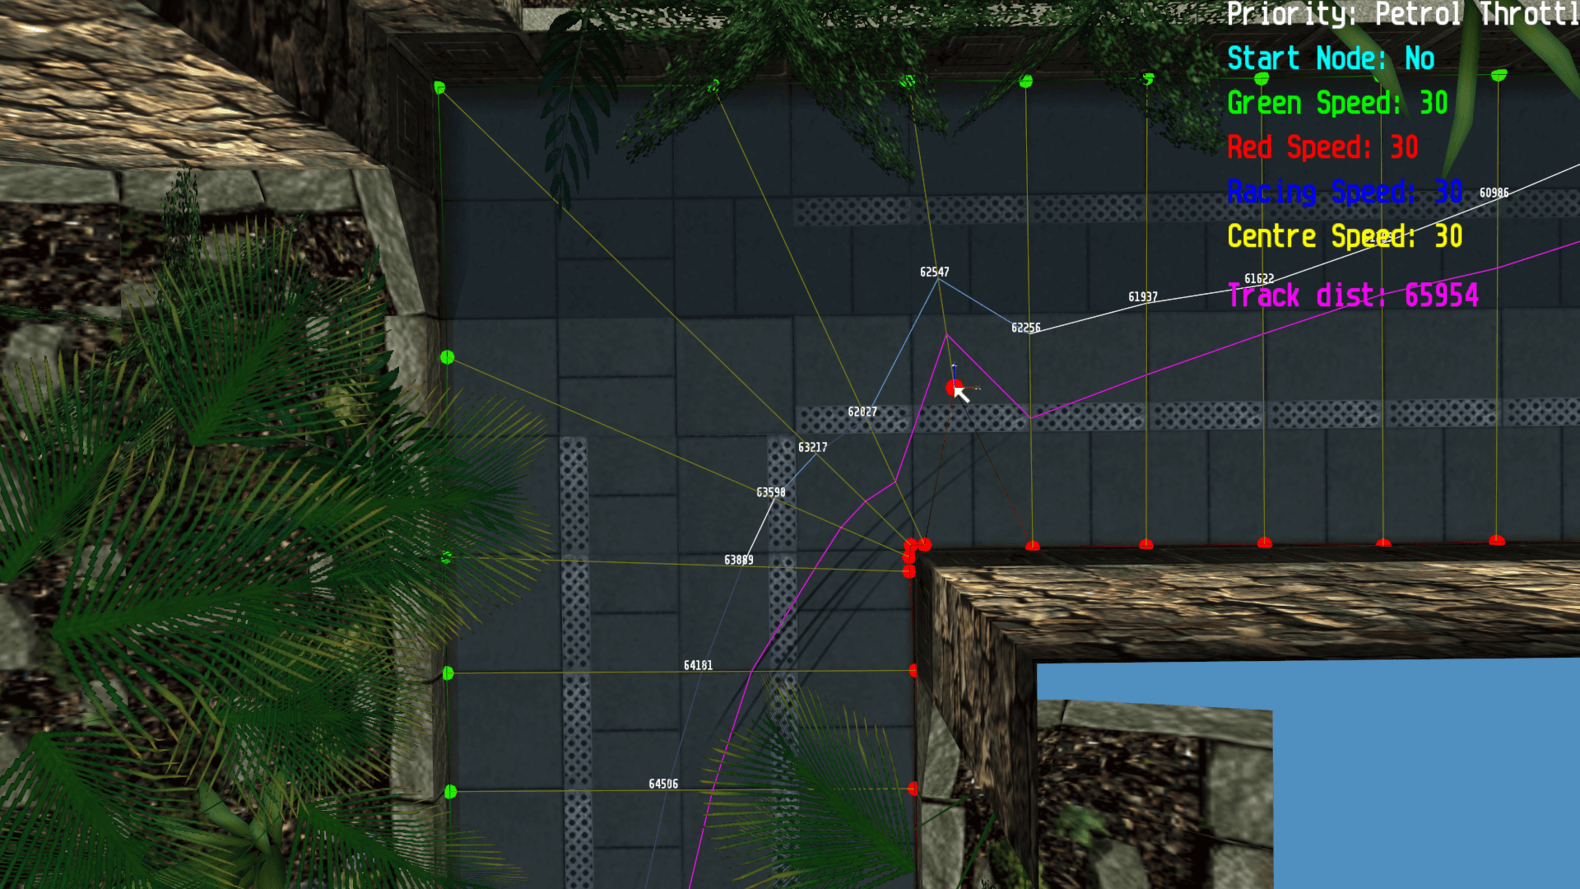 Priority: Petrol Throttl
Start Node: No
Green Speed: 30
Red Speed: 30
Racing Speed: 30
60986
Centre Speed: 30
62547
61622
61937
Track dist: 65954
62256
62027
63217
63598
63889
64181
64506